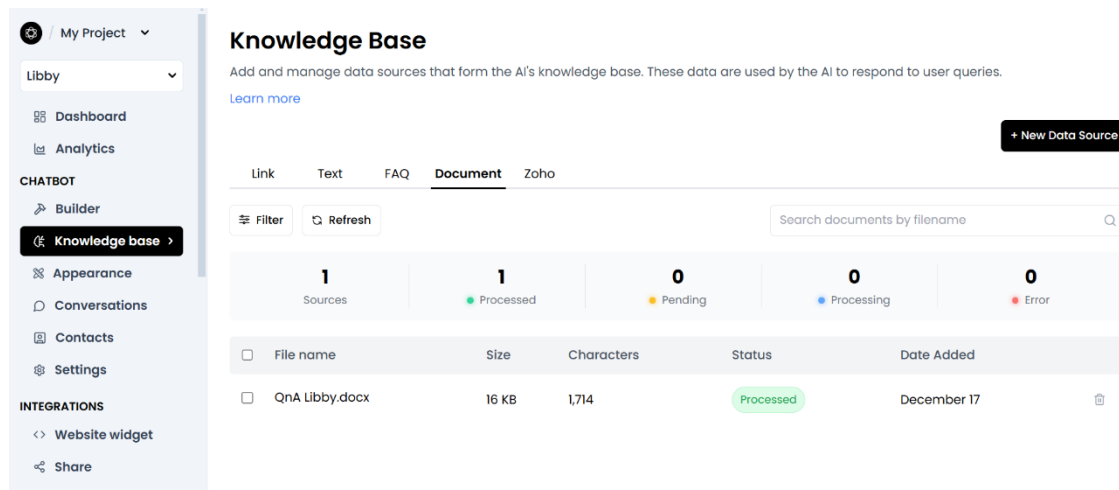 / My Project
Libby
Dashboard
Analytics
CHATBOT
Builder
Knowledge base
Appearance
Conversations
Contacts
Settings
INTEGRATIONS
Website widget
Share
Knowledge Base
Add and manage data sources that form the AI's knowledge base. These data are used by the AI to respond to user queries.
Learn more
+ New Data Source
Link Text FAQ Document Zoho
Filter Refresh Search documents by filename
1 1 0 0 0
Sources Processed Pending Processing Error
File name Size Characters Status Date Added
QnA Libby.docx 16 KB 1,714 Processed December 17